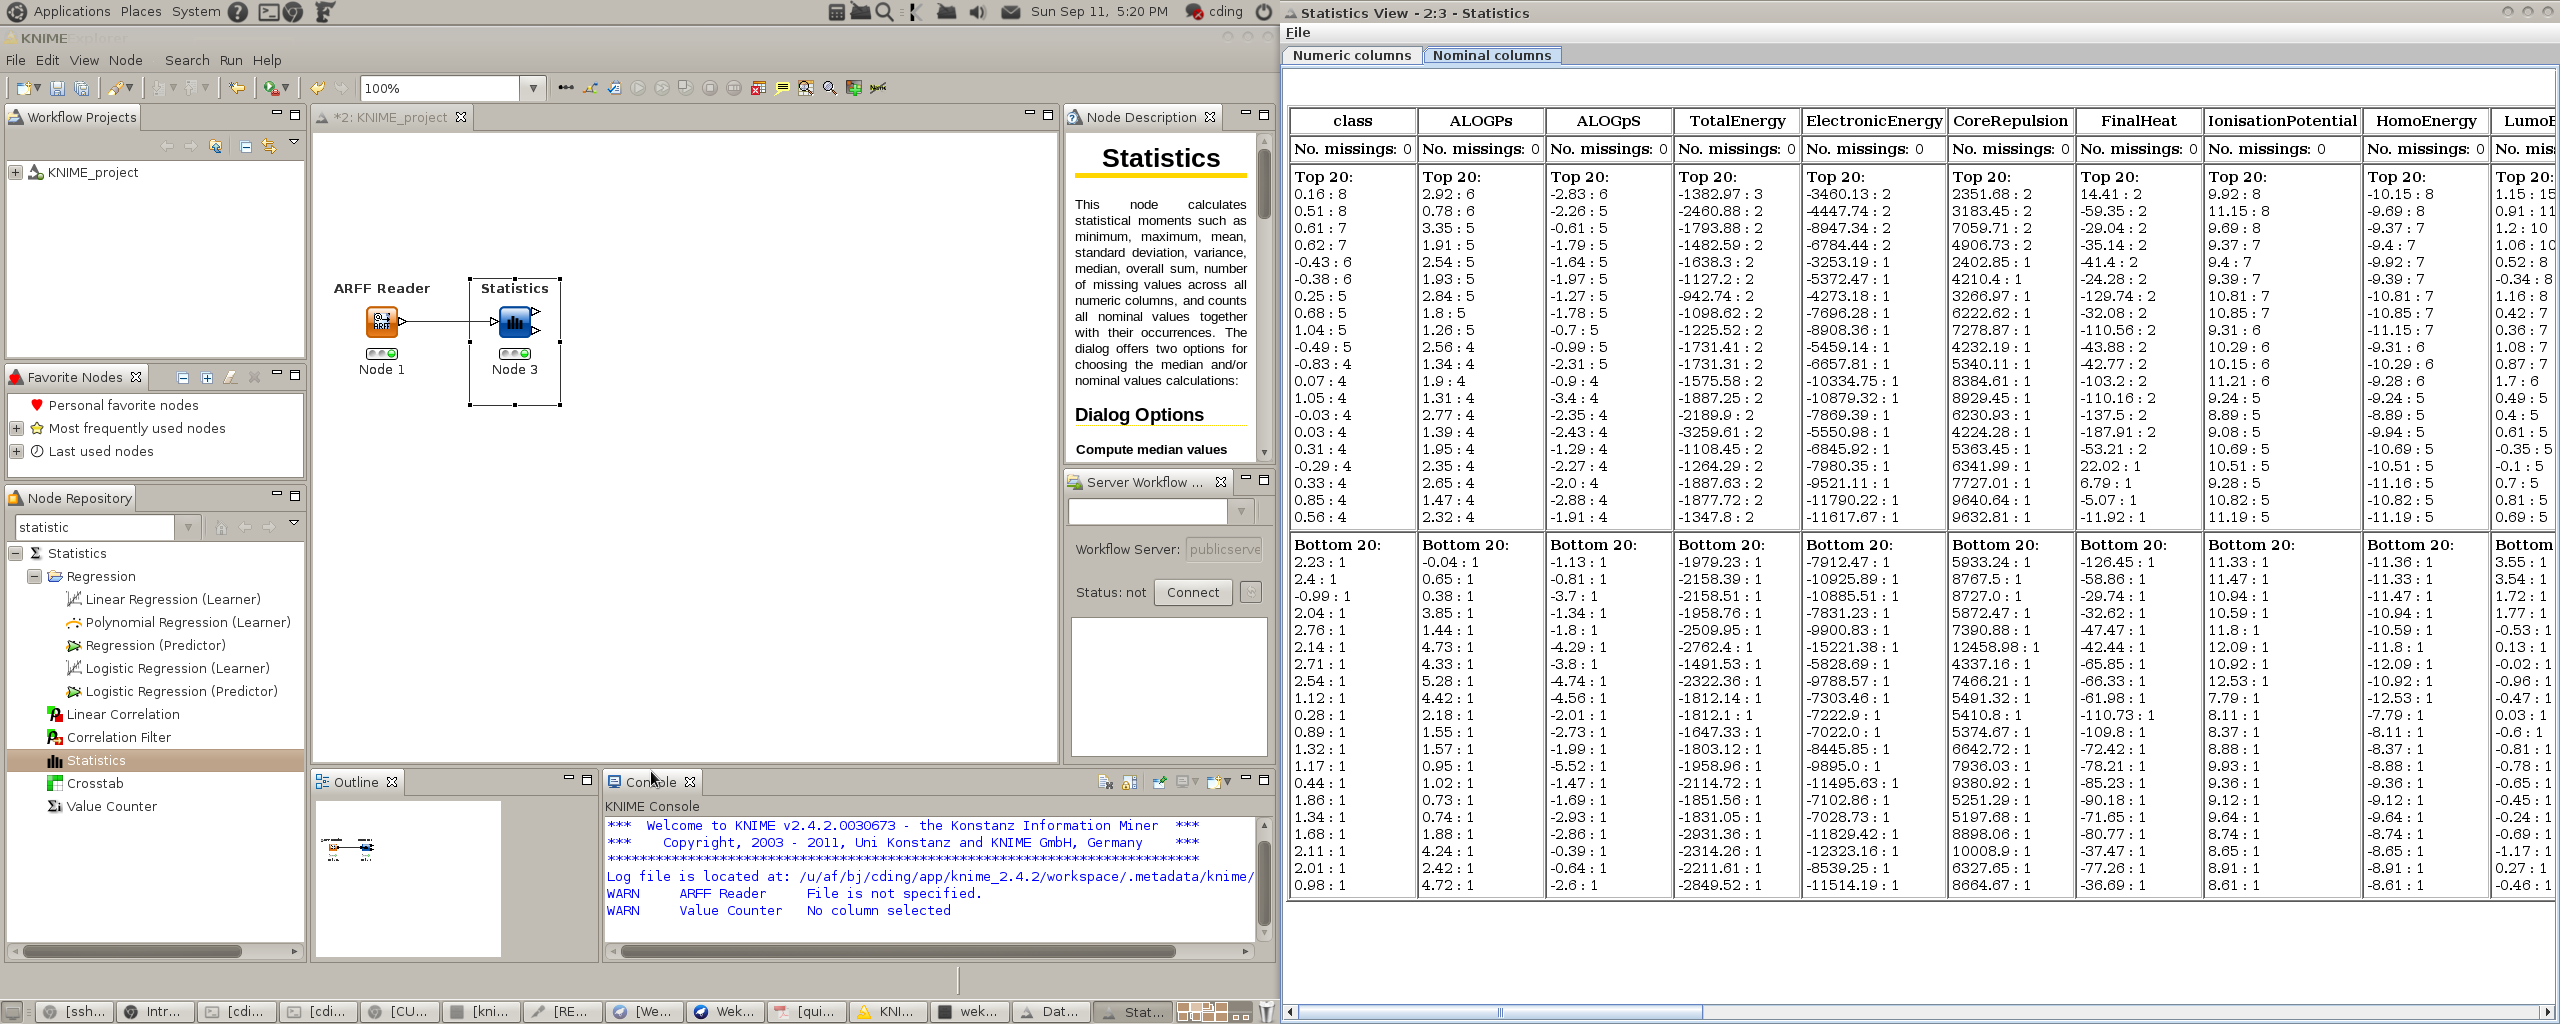 Applications Places System
Sun Sep 11, 5:20 PM
cding
KNIME
File Edit View Node Search Run Help
100%
Workflow Projects
KNIME_project
Favorite Nodes
Personal favorite nodes
Most frequently used nodes
Last used nodes
Node Repository
statistic
Statistics
Regression
Linear Regression (Learner)
Polynomial Regression (Learner)
Regression (Predictor)
Logistic Regression (Learner)
Logistic Regression (Predictor)
Linear Correlation
Correlation Filter
Statistics
Crosstab
Value Counter
*2: KNIME_project
ARFF Reader
Node 1
Statistics
Node 3
Outline
Node Description
Statistics
This node calculates
statistical moments such as
minimum, maximum, mean,
standard deviation, variance,
median, overall sum, number
of missing values across all
numeric columns, and counts
all nominal values together
with their occurrences. The
dialog offers two options for
choosing the median and/or
nominal values calculations:
Dialog Options
Compute median values
Server Workflow ...
Workflow Server: publicserve
Status: not Connect
Console
KNIME Console
*** Welcome to KNIME v2.4.2.0030673 - the Konstanz Information Miner ***
*** Copyright, 2003 - 2011, Uni Konstanz and KNIME GmbH, Germany ***
Log file is located at: /u/af/bj/cding/app/knime_2.4.2/workspace/.metadata/knime/
WARN ARFF Reader File is not specified.
WARN Value Counter No column selected
[ssh... Intr... [cdi... [cdi... [CU... [kni... [RE... [We... Wek... [qui... KNI... wek... Dat... Stat...
Statistics View - 2:3 - Statistics
File
Numeric columns Nominal columns
class ALOGPs ALOGpS TotalEnergy ElectronicEnergy CoreRepulsion FinalHeat IonisationPotential HomoEnergy LumoE
No. missings: 0 No. missings: 0 No. missings: 0 No. missings: 0 No. missings: 0 No. missings: 0 No. missings: 0 No. missings: 0 No. missings: 0 No. mis
Top 20: Top 20: Top 20: Top 20: Top 20: Top 20: Top 20: Top 20: Top 20: Top 20:
0.16 : 8 2.92 : 6 -2.83 : 6 -1382.97 : 3 -3460.13 : 2 2351.68 : 2 14.41 : 2 9.92 : 8 -10.15 : 8 1.15 : 15
0.51 : 8 0.78 : 6 -2.26 : 5 -2460.88 : 2 -4447.74 : 2 3183.45 : 2 -59.35 : 2 11.15 : 8 -9.69 : 8 0.91 : 11
0.61 : 7 3.35 : 5 -0.61 : 5 -1793.88 : 2 -8947.34 : 2 7059.71 : 2 -29.04 : 2 9.69 : 8 -9.37 : 7 1.2 : 10
0.62 : 7 1.91 : 5 -1.79 : 5 -1482.59 : 2 -6784.44 : 2 4906.73 : 2 -35.14 : 2 9.37 : 7 -9.4 : 7 1.06 : 10
-0.43 : 6 2.54 : 5 -1.64 : 5 -1638.3 : 2 -3253.19 : 1 2402.85 : 1 -41.4 : 2 9.4 : 7 -9.92 : 7 0.52 : 8
-0.38 : 6 1.93 : 5 -1.97 : 5 -1127.2 : 2 -5372.47 : 1 4210.4 : 1 -24.28 : 2 9.39 : 7 -9.39 : 7 -0.34 : 8
0.25 : 5 2.84 : 5 -1.27 : 5 -942.74 : 2 -4273.18 : 1 3266.97 : 1 -129.74 : 2 10.81 : 7 -10.81 : 7 1.16 : 8
0.68 : 5 1.8 : 5 -1.78 : 5 -1098.62 : 2 -7696.28 : 1 6222.62 : 1 -32.08 : 2 10.85 : 7 -10.85 : 7 0.42 : 7
1.04 : 5 1.26 : 5 -0.7 : 5 -1225.52 : 2 -8908.36 : 1 7278.87 : 1 -110.56 : 2 9.31 : 6 -11.15 : 7 0.36 : 7
-0.49 : 5 2.56 : 4 -0.99 : 5 -1731.41 : 2 -5459.14 : 1 4232.19 : 1 -43.88 : 2 10.29 : 6 -9.31 : 6 1.08 : 7
-0.83 : 4 1.34 : 4 -2.31 : 5 -1731.31 : 2 -6657.81 : 1 5340.11 : 1 -42.77 : 2 10.15 : 6 -10.29 : 6 0.87 : 7
0.07 : 4 1.9 : 4 -0.9 : 4 -1575.58 : 2 -10334.75 : 1 8384.61 : 1 -103.2 : 2 11.21 : 6 -9.28 : 6 1.7 : 6
1.05 : 4 1.31 : 4 -3.4 : 4 -1887.25 : 2 -10879.32 : 1 8929.45 : 1 -110.16 : 2 9.24 : 5 -9.24 : 5 0.49 : 5
-0.03 : 4 2.77 : 4 -2.35 : 4 -2189.9 : 2 -7869.39 : 1 6230.93 : 1 -137.5 : 2 8.89 : 5 -8.89 : 5 0.4 : 5
0.03 : 4 1.39 : 4 -2.43 : 4 -3259.61 : 2 -5550.98 : 1 4224.28 : 1 -187.91 : 2 9.08 : 5 -9.94 : 5 0.61 : 5
0.31 : 4 1.95 : 4 -1.29 : 4 -1108.45 : 2 -6845.92 : 1 5363.45 : 1 -53.21 : 2 10.69 : 5 -10.69 : 5 -0.35 : 5
-0.29 : 4 2.35 : 4 -2.27 : 4 -1264.29 : 2 -7980.35 : 1 6341.99 : 1 22.02 : 1 10.51 : 5 -10.51 : 5 -0.1 : 5
0.33 : 4 2.65 : 4 -2.0 : 4 -1887.63 : 2 -9521.11 : 1 7727.01 : 1 6.79 : 1 9.28 : 5 -11.16 : 5 0.7 : 5
0.85 : 4 1.47 : 4 -2.88 : 4 -1877.72 : 2 -11790.22 : 1 9640.64 : 1 -5.07 : 1 10.82 : 5 -10.82 : 5 0.81 : 5
0.56 : 4 2.32 : 4 -1.91 : 4 -1347.8 : 2 -11617.67 : 1 9632.81 : 1 -11.92 : 1 11.19 : 5 -11.19 : 5 0.69 : 5
Bottom 20: Bottom 20: Bottom 20: Bottom 20: Bottom 20: Bottom 20: Bottom 20: Bottom 20: Bottom 20: Bottom
2.23 : 1 -0.04 : 1 -1.13 : 1 -1979.23 : 1 -7912.47 : 1 5933.24 : 1 -126.45 : 1 11.33 : 1 -11.36 : 1 3.55 : 1
2.4 : 1 0.65 : 1 -0.81 : 1 -2158.39 : 1 -10925.89 : 1 8767.5 : 1 -58.86 : 1 11.47 : 1 -11.33 : 1 3.54 : 1
-0.99 : 1 0.38 : 1 -3.7 : 1 -2158.51 : 1 -10885.51 : 1 8727.0 : 1 -29.74 : 1 10.94 : 1 -11.47 : 1 1.72 : 1
2.04 : 1 3.85 : 1 -1.34 : 1 -1958.76 : 1 -7831.23 : 1 5872.47 : 1 -32.62 : 1 10.59 : 1 -10.94 : 1 1.77 : 1
2.76 : 1 1.44 : 1 -1.8 : 1 -2509.95 : 1 -9900.83 : 1 7390.88 : 1 -47.47 : 1 11.8 : 1 -10.59 : 1 -0.53 : 1
2.14 : 1 4.73 : 1 -4.29 : 1 -2762.4 : 1 -15221.38 : 1 12458.98 : 1 -42.44 : 1 12.09 : 1 -11.8 : 1 0.13 : 1
2.71 : 1 4.33 : 1 -3.8 : 1 -1491.53 : 1 -5828.69 : 1 4337.16 : 1 -65.85 : 1 10.92 : 1 -12.09 : 1 -0.02 : 1
2.54 : 1 5.28 : 1 -4.74 : 1 -2322.36 : 1 -9788.57 : 1 7466.21 : 1 -66.33 : 1 12.53 : 1 -10.92 : 1 -0.96 : 1
1.12 : 1 4.42 : 1 -4.56 : 1 -1812.14 : 1 -7303.46 : 1 5491.32 : 1 -61.98 : 1 7.79 : 1 -12.53 : 1 -0.47 : 1
0.28 : 1 2.18 : 1 -2.01 : 1 -1812.1 : 1 -7222.9 : 1 5410.8 : 1 -110.73 : 1 8.11 : 1 -7.79 : 1 0.03 : 1
0.89 : 1 1.55 : 1 -2.73 : 1 -1647.33 : 1 -7022.0 : 1 5374.67 : 1 -109.8 : 1 8.37 : 1 -8.11 : 1 -0.6 : 1
1.32 : 1 1.57 : 1 -1.99 : 1 -1803.12 : 1 -8445.85 : 1 6642.72 : 1 -72.42 : 1 8.88 : 1 -8.37 : 1 -0.81 : 1
1.17 : 1 0.95 : 1 -5.52 : 1 -1958.96 : 1 -9895.0 : 1 7936.03 : 1 -78.21 : 1 9.93 : 1 -8.88 : 1 -0.78 : 1
0.44 : 1 1.02 : 1 -1.47 : 1 -2114.72 : 1 -11495.63 : 1 9380.92 : 1 -85.23 : 1 9.36 : 1 -9.36 : 1 -0.65 : 1
1.86 : 1 0.73 : 1 -1.69 : 1 -1851.56 : 1 -7102.86 : 1 5251.29 : 1 -90.18 : 1 9.12 : 1 -9.12 : 1 -0.45 : 1
1.34 : 1 0.74 : 1 -2.93 : 1 -1831.05 : 1 -7028.73 : 1 5197.68 : 1 -71.65 : 1 9.64 : 1 -9.64 : 1 -0.24 : 1
1.68 : 1 1.88 : 1 -2.86 : 1 -2931.36 : 1 -11829.42 : 1 8898.06 : 1 -80.77 : 1 8.74 : 1 -8.74 : 1 -0.69 : 1
2.11 : 1 4.24 : 1 -0.39 : 1 -2314.26 : 1 -12323.16 : 1 10008.9 : 1 -37.47 : 1 8.65 : 1 -8.65 : 1 -1.17 : 1
2.01 : 1 2.42 : 1 -0.64 : 1 -2211.61 : 1 -8539.25 : 1 6327.65 : 1 -77.26 : 1 8.91 : 1 -8.91 : 1 0.27 : 1
0.98 : 1 4.72 : 1 -2.6 : 1 -2849.52 : 1 -11514.19 : 1 8664.67 : 1 -36.69 : 1 8.61 : 1 -8.61 : 1 -0.46 : 1